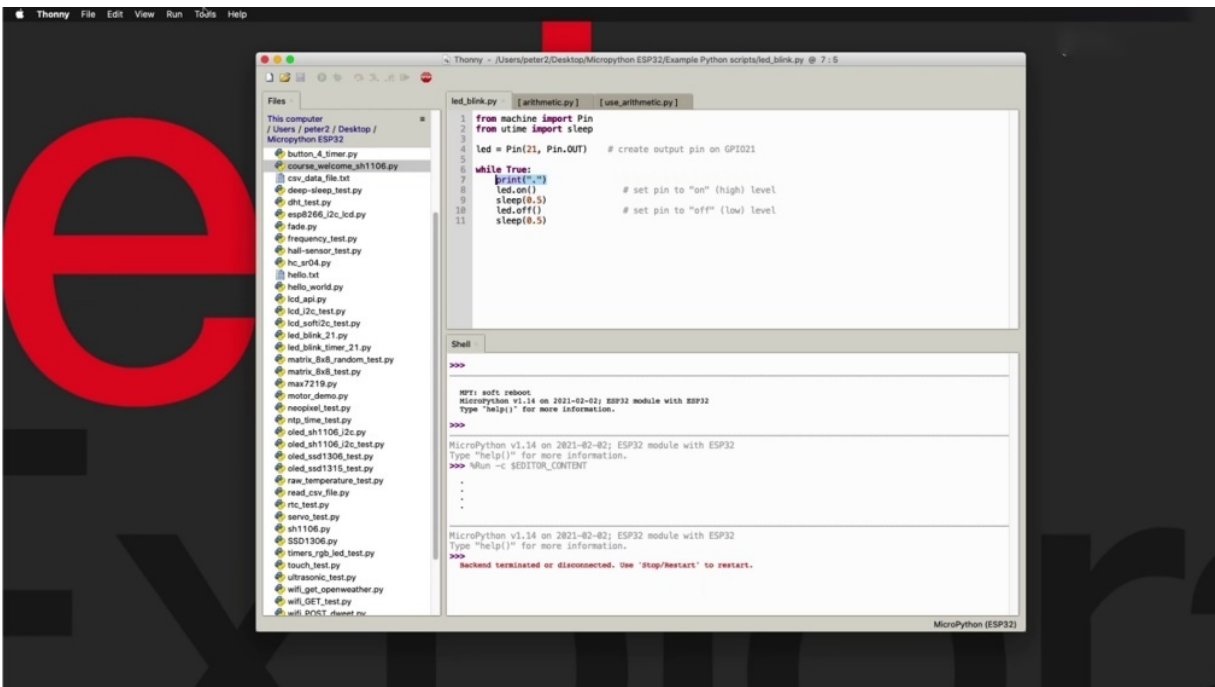 Thonny File Edit View Run Tools Help
Thonny - /Users/peter2/Desktop/Micropython ESP32/Example Python scripts/led_blink.py @ 7 : 5
Files
This computer
/ Users / peter2 / Desktop /
Micropython ESP32
button_4_timer.py
course_welcome_sh1106.py
csv_data_file.txt
deep-sleep_test.py
dht_test.py
esp8266_i2c_lcd.py
fade.py
frequency_test.py
hall-sensor_test.py
hc_sr04.py
hello.txt
hello_world.py
lcd_api.py
lcd_i2c_test.py
lcd_softi2c_test.py
led_blink_21.py
led_blink_timer_21.py
matrix_8x8_random_test.py
matrix_8x8_test.py
max7219.py
motor_demo.py
neopixel_test.py
ntp_time_test.py
oled_sh1106_i2c.py
oled_sh1106_i2c_test.py
oled_ssd1306_test.py
oled_ssd1315_test.py
raw_temperature_test.py
read_csv_file.py
rtc_test.py
servo_test.py
sh1106.py
SSD1306.py
timers_rgb_led_test.py
touch_test.py
ultrasonic_test.py
wifi_get_openweather.py
wifi_GET_test.py
wifi_POST_dweet.py
led_blink.py [ arithmetic.py ] [ use_arithmetic.py ]
1 from machine import Pin
2 from utime import sleep
3
4 led = Pin(21, Pin.OUT) # create output pin on GPIO21
5
6 while True:
7 print(".")
8 led.on() # set pin to "on" (high) level
9 sleep(0.5)
10 led.off() # set pin to "off" (low) level
11 sleep(0.5)
Shell
>>>
MPY: soft reboot
MicroPython v1.14 on 2021-02-02; ESP32 module with ESP32
Type "help()" for more information.
>>>
MicroPython v1.14 on 2021-02-02; ESP32 module with ESP32
Type "help()" for more information.
>>> %Run -c $EDITOR_CONTENT
.
.
.
.
MicroPython v1.14 on 2021-02-02; ESP32 module with ESP32
Type "help()" for more information.
>>>
Backend terminated or disconnected. Use 'Stop/Restart' to restart.
MicroPython (ESP32)